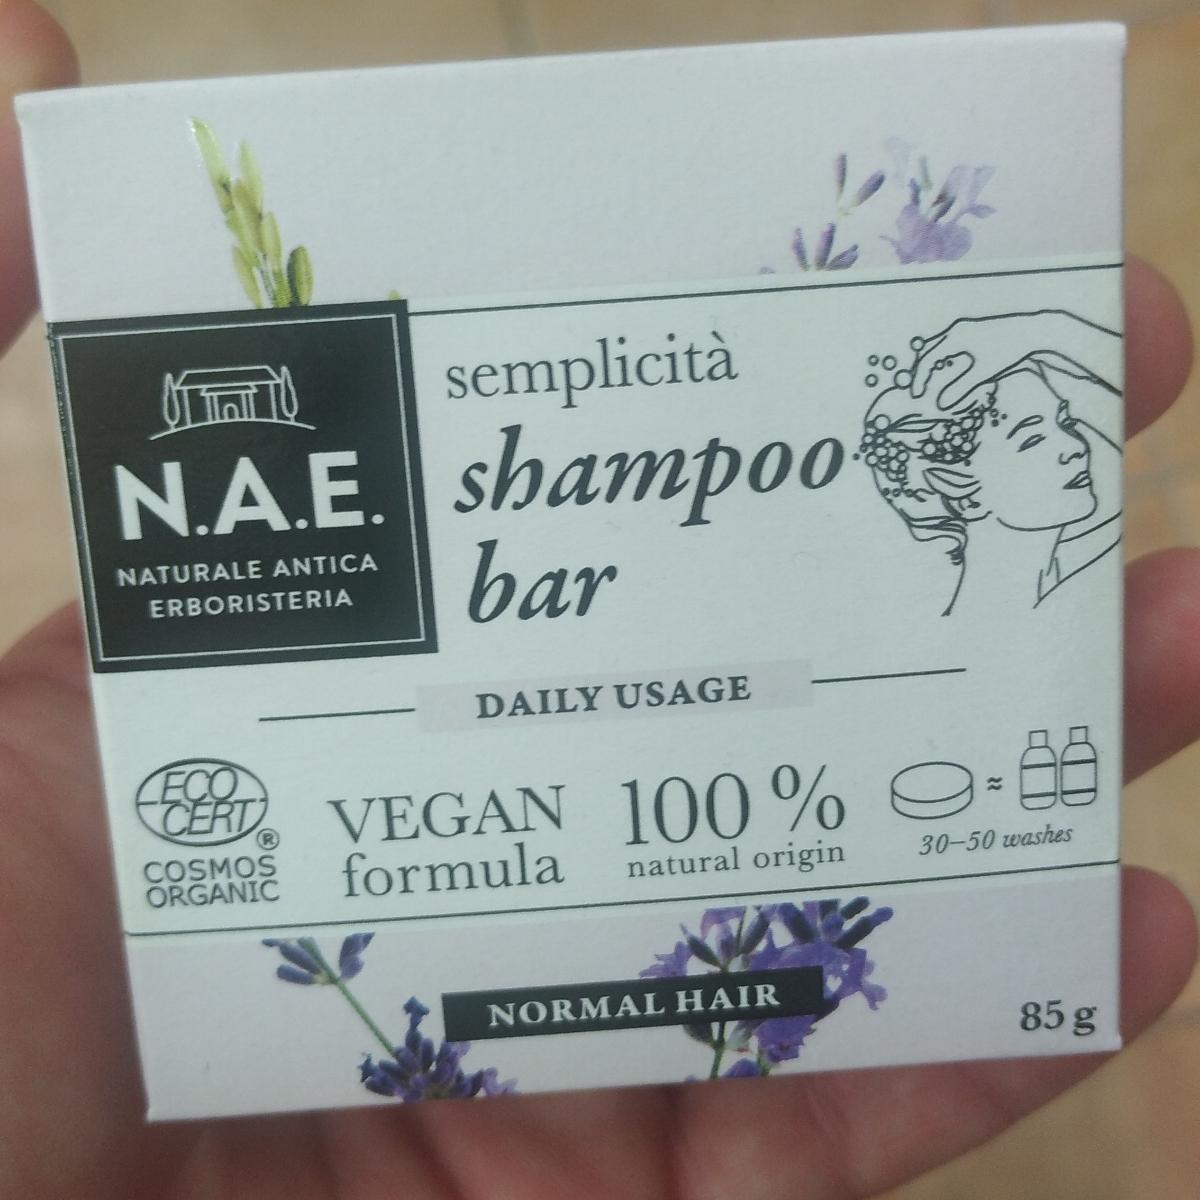 N.A.E.
NATURALE ANTICA
ERBORISTERIA
semplicità
shampoo
bar
DAILY USAGE
ECO
CERT
®
COSMOS
ORGANIC
VEGAN
formula
100 %
natural origin
≈
30–50 washes
NORMAL HAIR
85 g